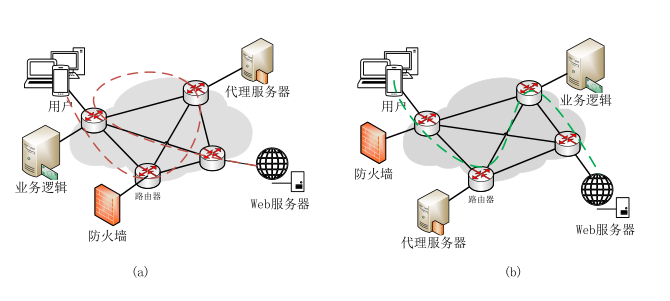 用户
代理服务器
业务逻辑
防火墙
路由器
Web服务器
(a)
用户
业务逻辑
防火墙
路由器
代理服务器
Web服务器
(b)